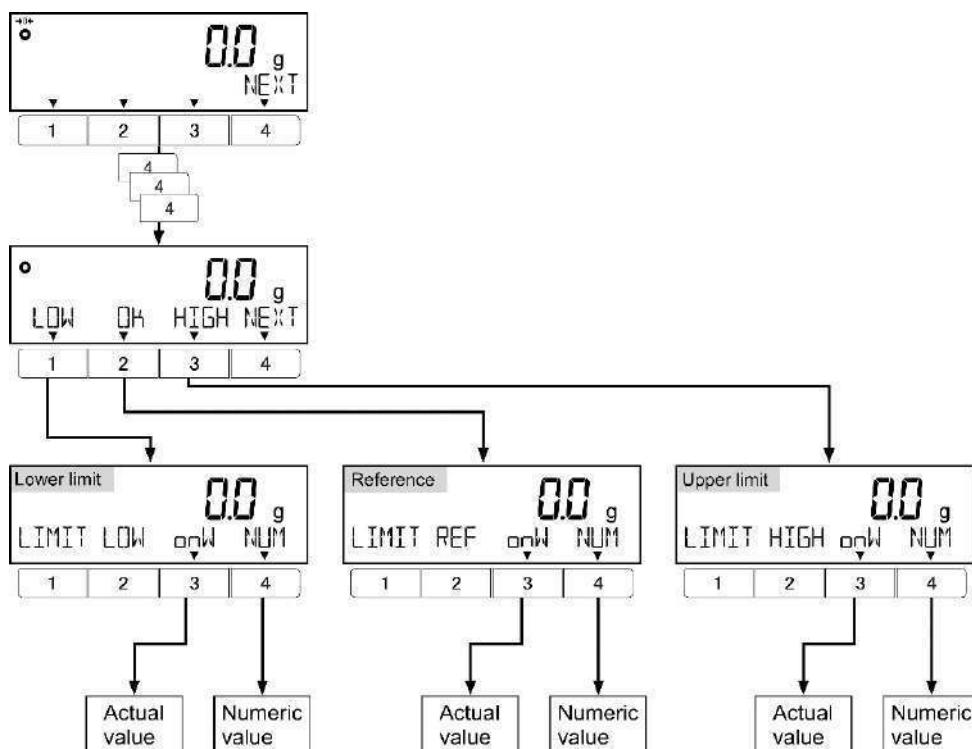 →0←
0.0 g
NEXT
1 2 3 4
4
4
4
0.0 g
LOW OK HIGH NEXT
1 2 3 4
Lower limit
0.0 g
LIMIT LOW onW NUM
1 2 3 4
Reference
0.0 g
LIMIT REF onW NUM
1 2 3 4
Upper limit
0.0 g
LIMIT HIGH onW NUM
1 2 3 4
Actual
value
Numeric
value
Actual
value
Numeric
value
Actual
value
Numeric
value